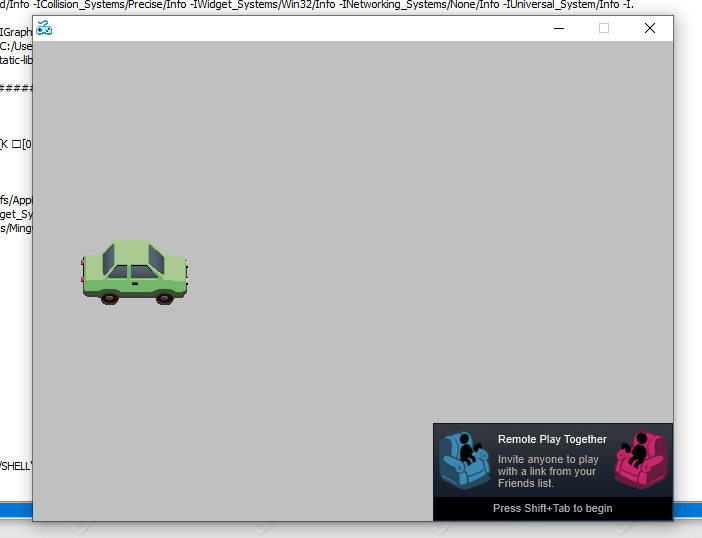 d/Info -ICollision_Systems/Precise/Info -IWidget_Systems/Win32/Info -INetworking_Systems/None/Info -IUniversal_System/Info -I.
IGraph
C:/Use
tatic-lib
#####
[K □[0
fs/Appl
get_Sy
s/Ming
/SHELL
Remote Play Together
Invite anyone to play
with a link from your
Friends list.
Press Shift+Tab to begin